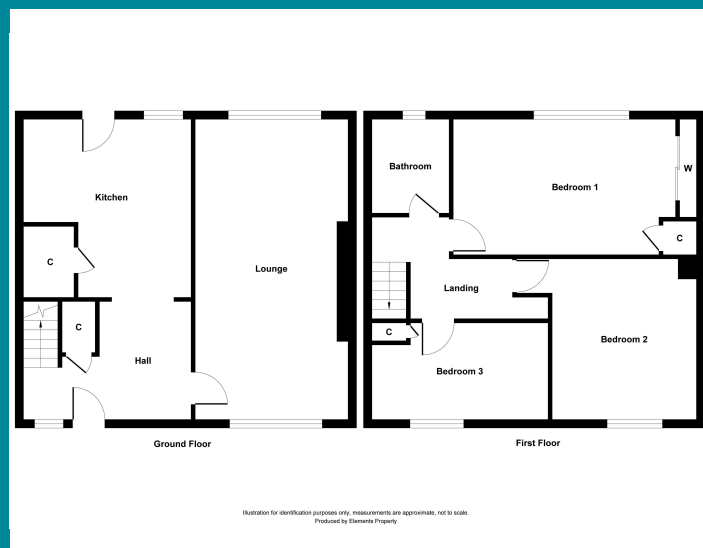 Kitchen
C
Lounge
C
Hall
Ground Floor
Bathroom
Bedroom 1
W
C
Landing
C
Bedroom 2
Bedroom 3
First Floor
Illustration for identification purposes only, measurements are approximate, not to scale.
Produced by Elements Property